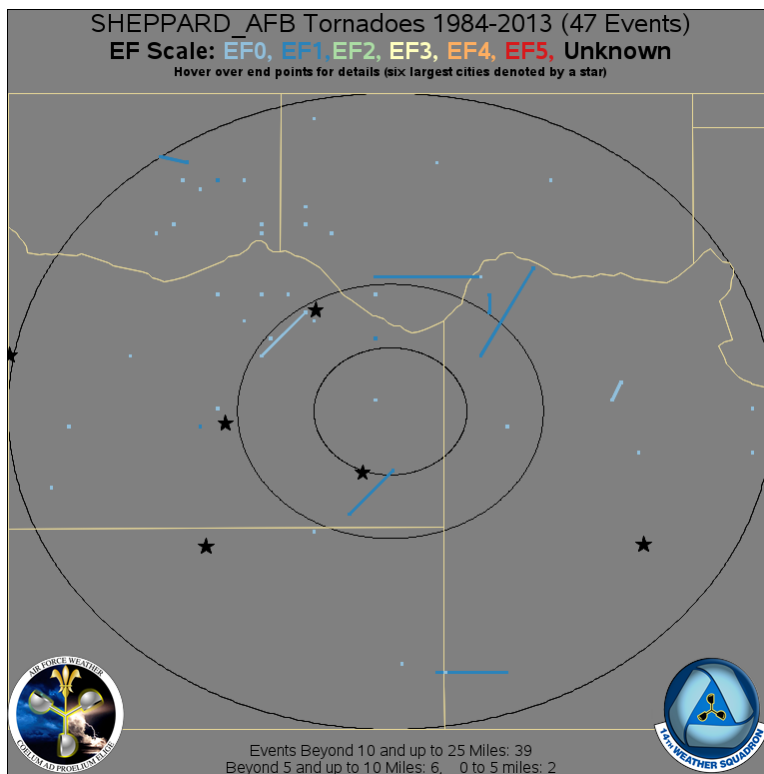 SHEPPARD_AFB Tornadoes 1984-2013 (47 Events)
EF Scale: EF0, EF1, EF2, EF3, EF4, EF5, Unknown
Hover over end points for details (six largest cities denoted by a star)
AIR FORCE WEATHER
COELUM AD PROELIUM ELIGE
14TH WEATHER SQUADRON
Events Beyond 10 and up to 25 Miles: 39
Beyond 5 and up to 10 Miles: 6, 0 to 5 miles: 2